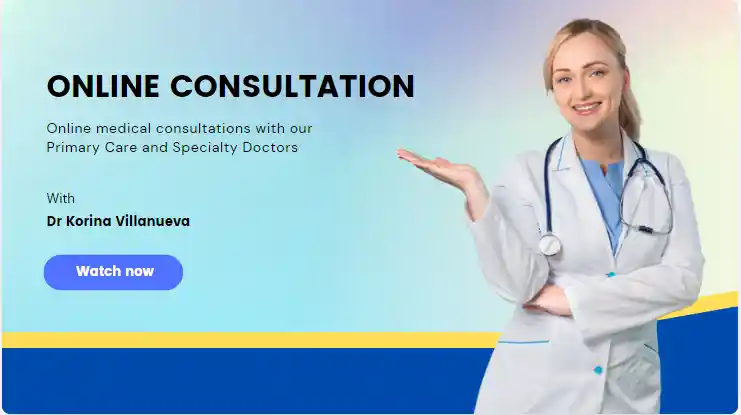 ONLINE CONSULTATION
Online medical consultations with our
Primary Care and Specialty Doctors
With
Dr Korina Villanueva
Watch now